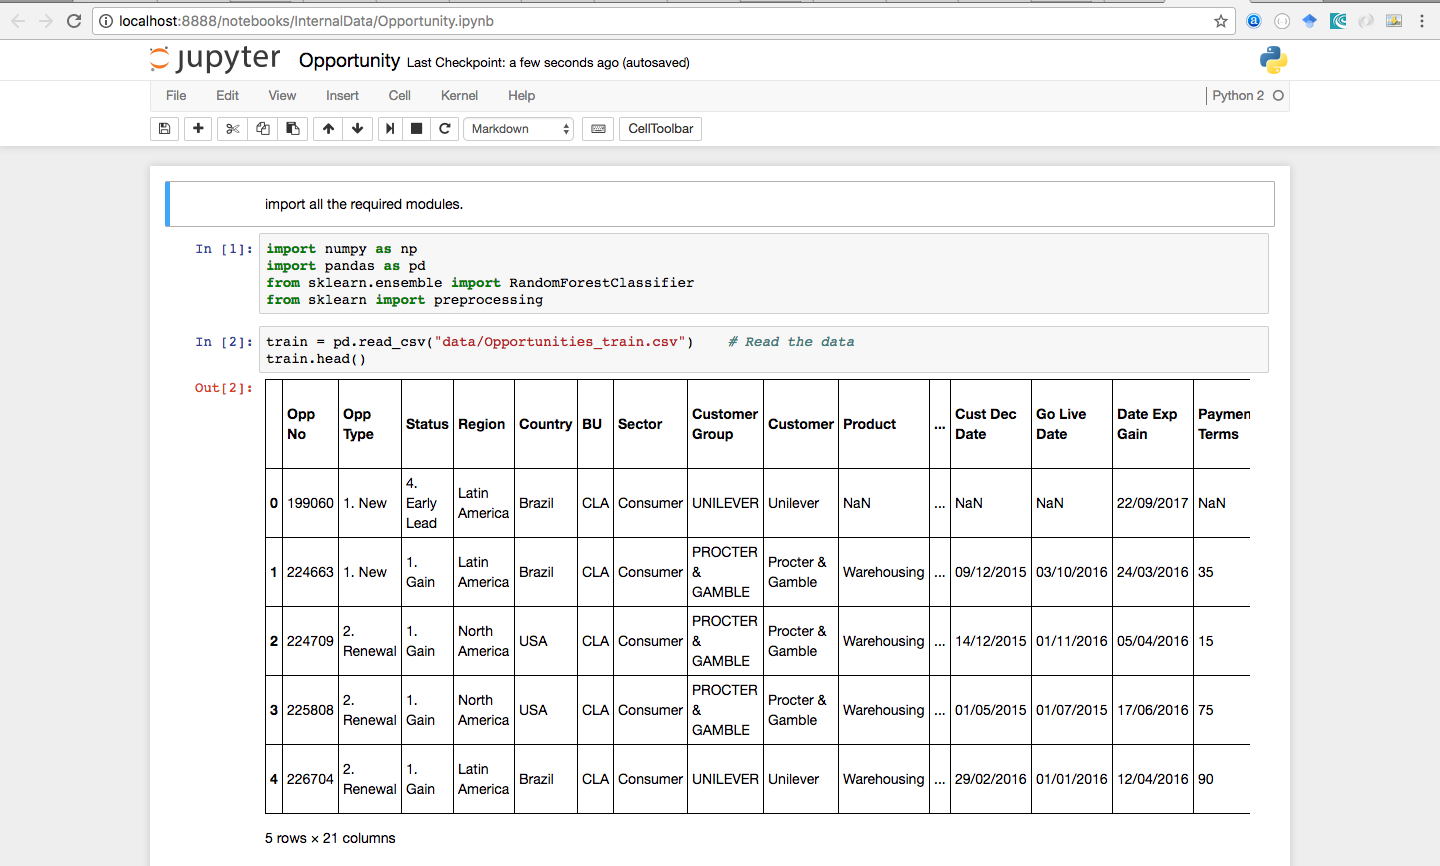 localhost:8888/notebooks/InternalData/Opportunity.ipynb
jupyter Opportunity Last Checkpoint: a few seconds ago (autosaved)
File Edit View Insert Cell Kernel Help Python 2
Markdown CellToolbar
import all the required modules.
In [1]: import numpy as np
import pandas as pd
from sklearn.ensemble import RandomForestClassifier
from sklearn import preprocessing
In [2]: train = pd.read_csv("data/Opportunities_train.csv") # Read the data
train.head()
Out[2]:
Opp No Opp Type Status Region Country BU Sector Customer Group Customer Product ... Cust Dec Date Go Live Date Date Exp Gain Paymen Terms
0 199060 1. New 4. Early Lead Latin America Brazil CLA Consumer UNILEVER Unilever NaN ... NaN NaN 22/09/2017 NaN
1 224663 1. New 1. Gain Latin America Brazil CLA Consumer PROCTER & GAMBLE Procter & Gamble Warehousing ... 09/12/2015 03/10/2016 24/03/2016 35
2 224709 2. Renewal 1. Gain North America USA CLA Consumer PROCTER & GAMBLE Procter & Gamble Warehousing ... 14/12/2015 01/11/2016 05/04/2016 15
3 225808 2. Renewal 1. Gain North America USA CLA Consumer PROCTER & GAMBLE Procter & Gamble Warehousing ... 01/05/2015 01/07/2015 17/06/2016 75
4 226704 2. Renewal 1. Gain Latin America Brazil CLA Consumer UNILEVER Unilever Warehousing ... 29/02/2016 01/01/2016 12/04/2016 90
5 rows × 21 columns